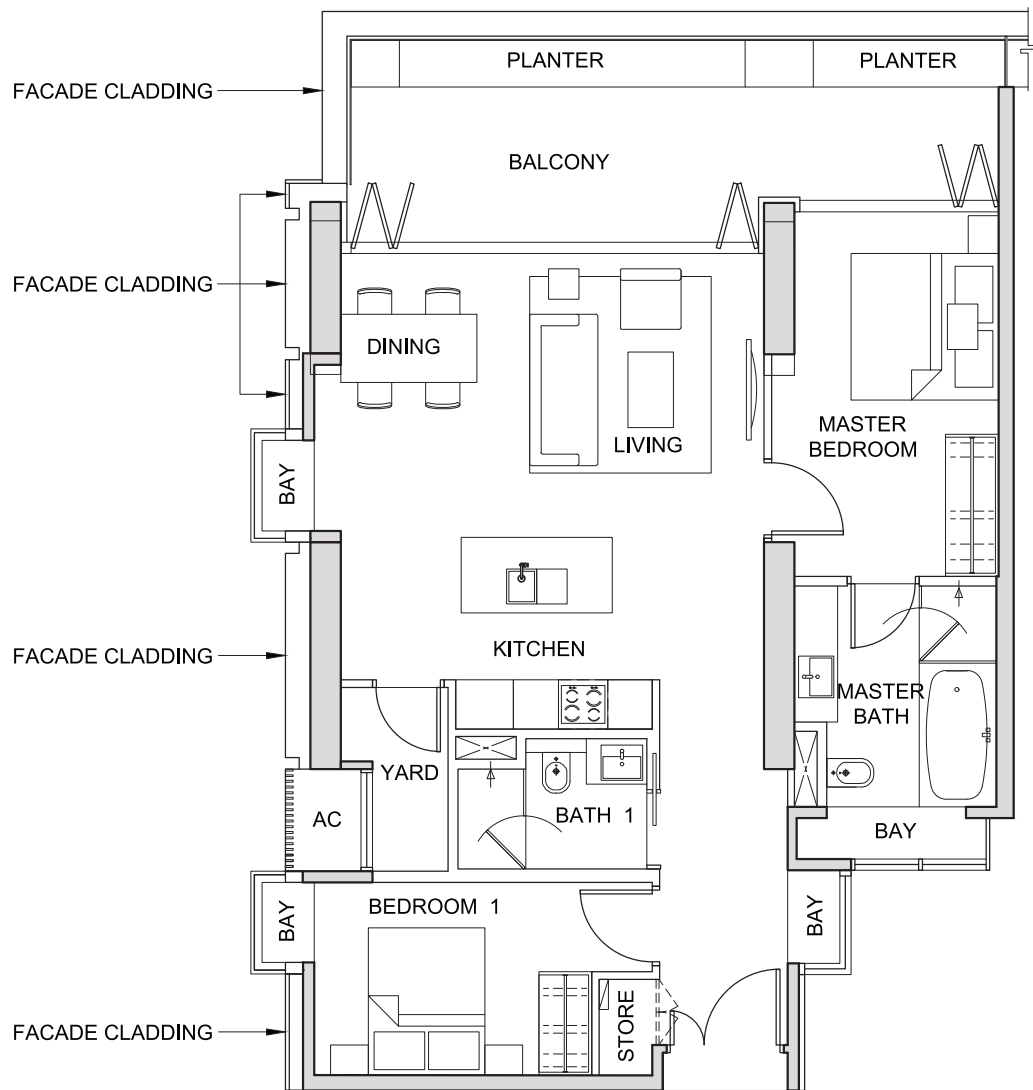 PLANTER
PLANTER
FACADE CLADDING
BALCONY
FACADE CLADDING
DINING
LIVING
MASTER
BEDROOM
BAY
KITCHEN
FACADE CLADDING
MASTER
BATH
YARD
AC
BATH 1
BAY
BEDROOM 1
BAY
BAY
STORE
FACADE CLADDING